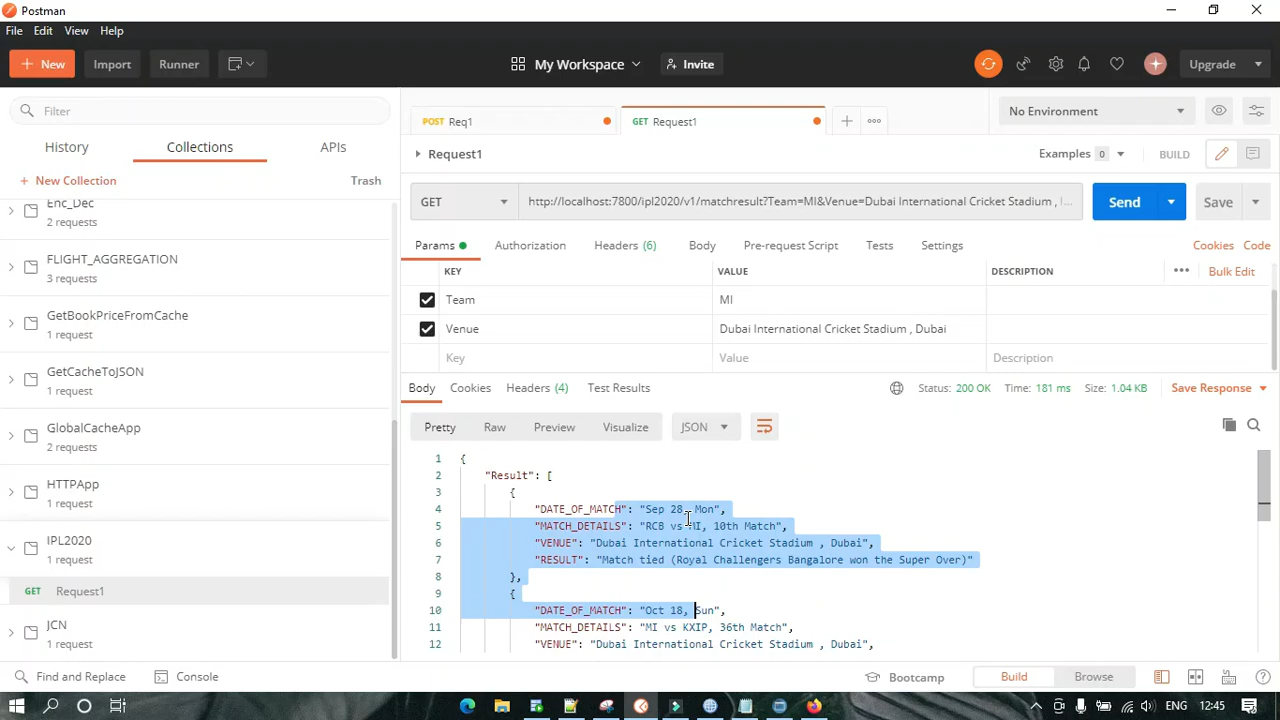 Postman
File Edit View Help
New Import Runner My Workspace Invite Upgrade
Filter
History Collections APIs
New Collection Trash
Enc_Dec
2 requests
FLIGHT_AGGREGATION
3 requests
GetBookPriceFromCache
1 request
GetCacheToJSON
1 request
GlobalCacheApp
2 requests
HTTPApp
1 request
IPL2020
1 request
GET Request1
JCN
1 request
POST Req1 GET Request1 No Environment
Request1 Examples 0 BUILD
GET http://localhost:7800/ipl2020/v1/matchresult?Team=MI&Venue=Dubai International Cricket Stadium , I... Send Save
Params Authorization Headers (6) Body Pre-request Script Tests Settings Cookies Code
KEY VALUE DESCRIPTION Bulk Edit
Team MI
Venue Dubai International Cricket Stadium , Dubai
Key Value Description
Body Cookies Headers (4) Test Results Status: 200 OK Time: 181 ms Size: 1.04 KB Save Response
Pretty Raw Preview Visualize JSON
1 {
2 "Result": [
3 {
4 "DATE_OF_MATCH": "Sep 28, Mon",
5 "MATCH_DETAILS": "RCB vs MI, 10th Match",
6 "VENUE": "Dubai International Cricket Stadium , Dubai",
7 "RESULT": "Match tied (Royal Challengers Bangalore won the Super Over)"
8 },
9 {
10 "DATE_OF_MATCH": "Oct 18, Sun",
11 "MATCH_DETAILS": "MI vs KXIP, 36th Match",
12 "VENUE": "Dubai International Cricket Stadium , Dubai",
Find and Replace Console Bootcamp Build Browse
12:45